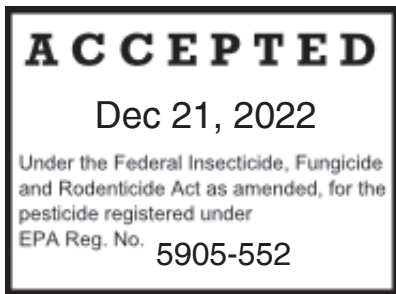 ACCEPTED
Dec 21, 2022
Under the Federal Insecticide, Fungicide
and Rodenticide Act as amended, for the
pesticide registered under
EPA Reg. No. 5905-552